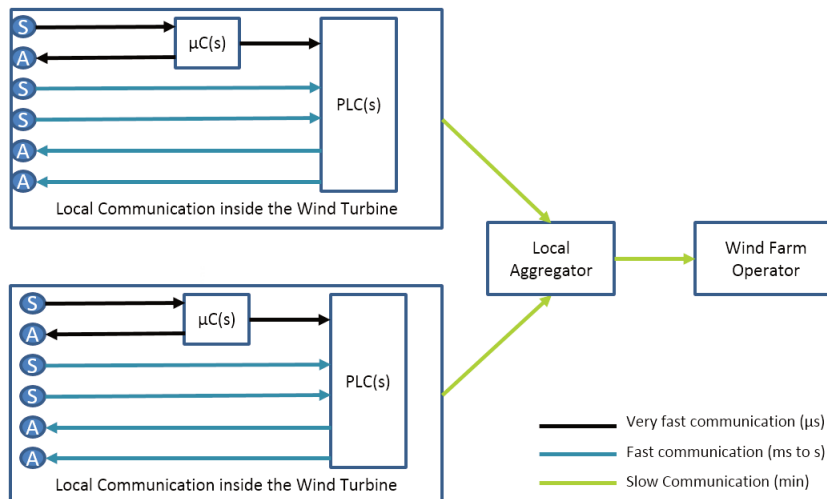 S
A
S
S
A
A
µC(s)
PLC(s)
Local Communication inside the Wind Turbine
S
A
S
S
A
A
µC(s)
PLC(s)
Local Communication inside the Wind Turbine
Local
Aggregator
Wind Farm
Operator
Very fast communication (µs)
Fast communication (ms to s)
Slow Communication (min)